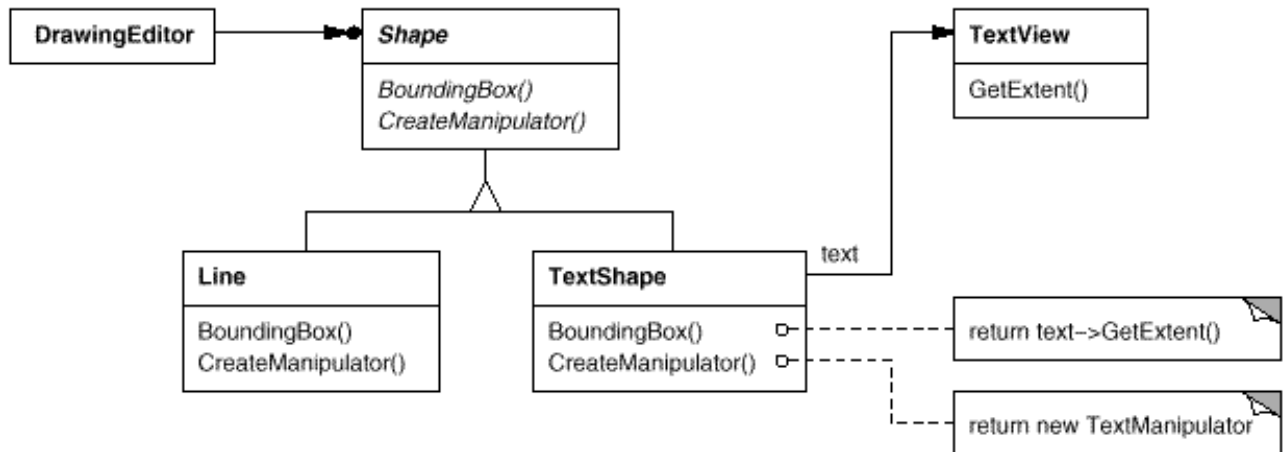 DrawingEditor
Shape
BoundingBox()
CreateManipulator()
TextView
GetExtent()
Line
BoundingBox()
CreateManipulator()
TextShape
BoundingBox()
CreateManipulator()
text
return text–>GetExtent()
return new TextManipulator